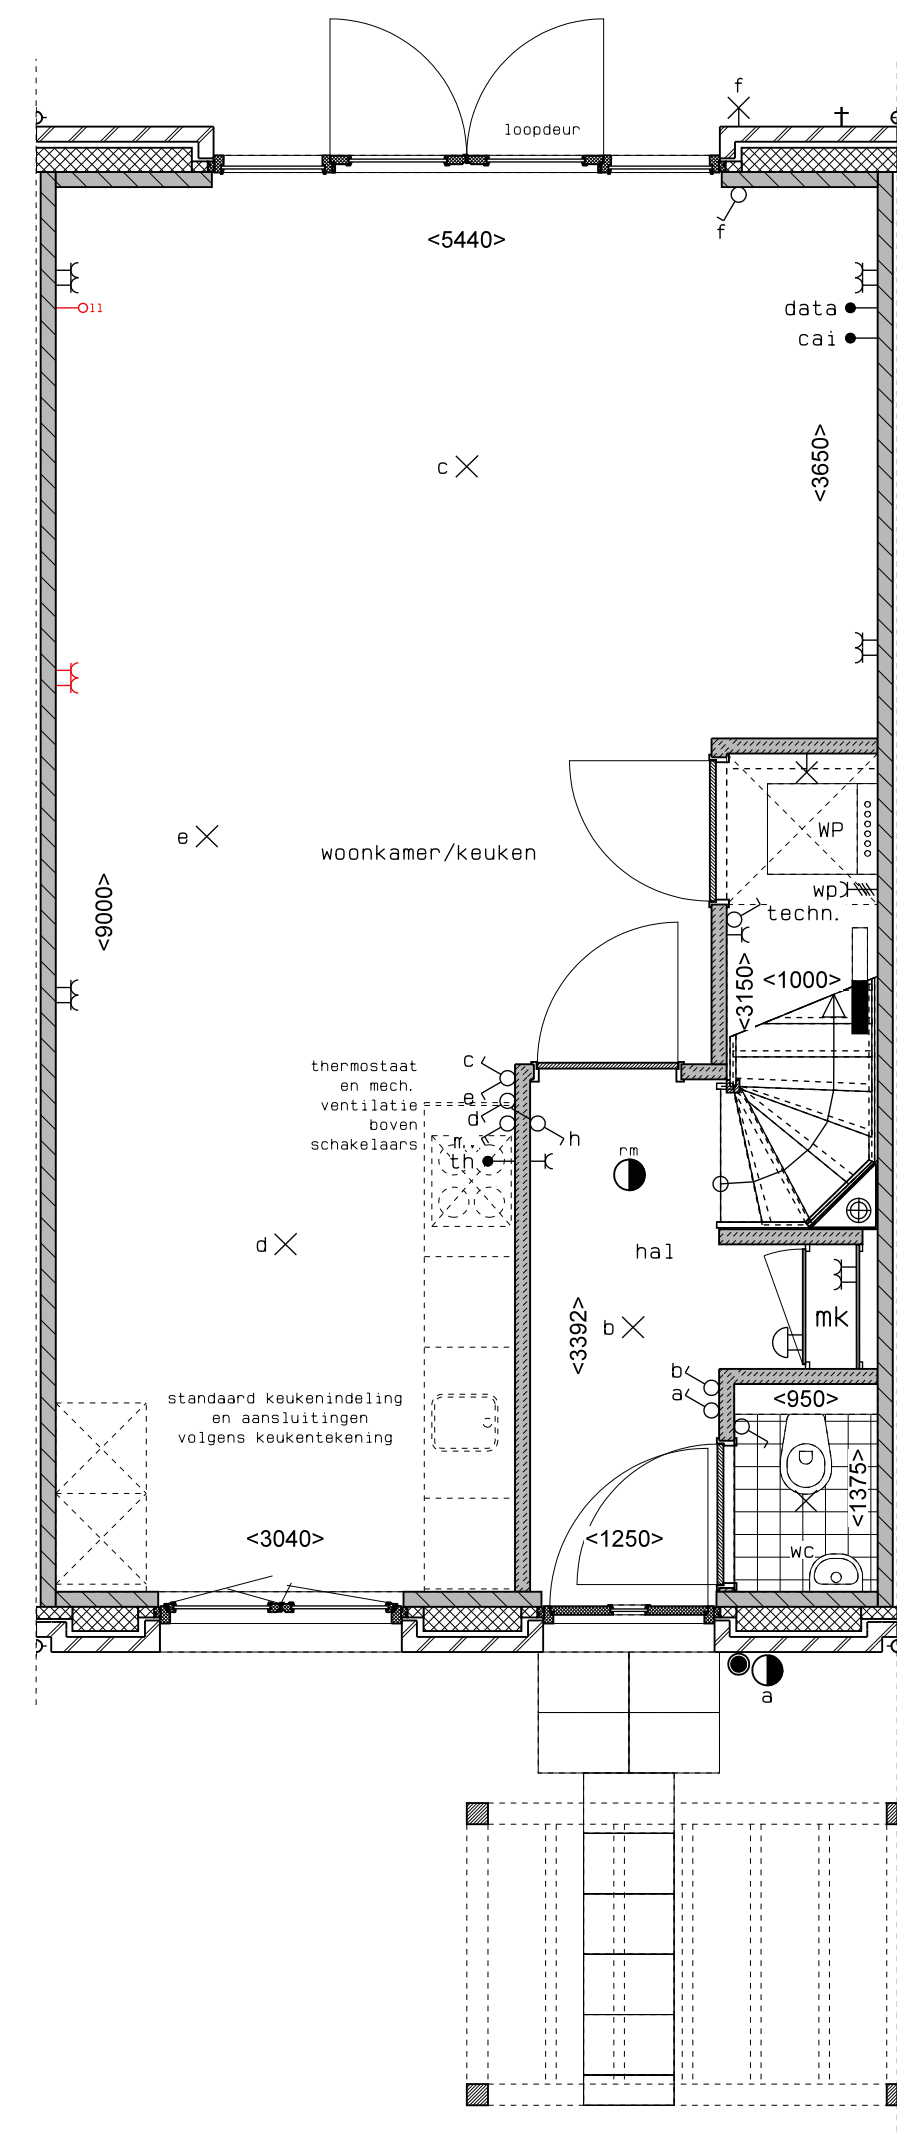 f
loopdeur
f
<5440>
11
data
cai
c
<3650>
e
woonkamer/keuken
WP
wp
techn.
<9000>
<3150>
<1000>
thermostaat
en mech.
ventilatie
boven
schakelaars
c
e
d
m.v.
th
h
rm
d
hal
b
<3392>
mk
b
a
<950>
standaard keukenindeling
en aansluitingen
volgens keukentekening
<1375>
<3040>
<1250>
wc
a